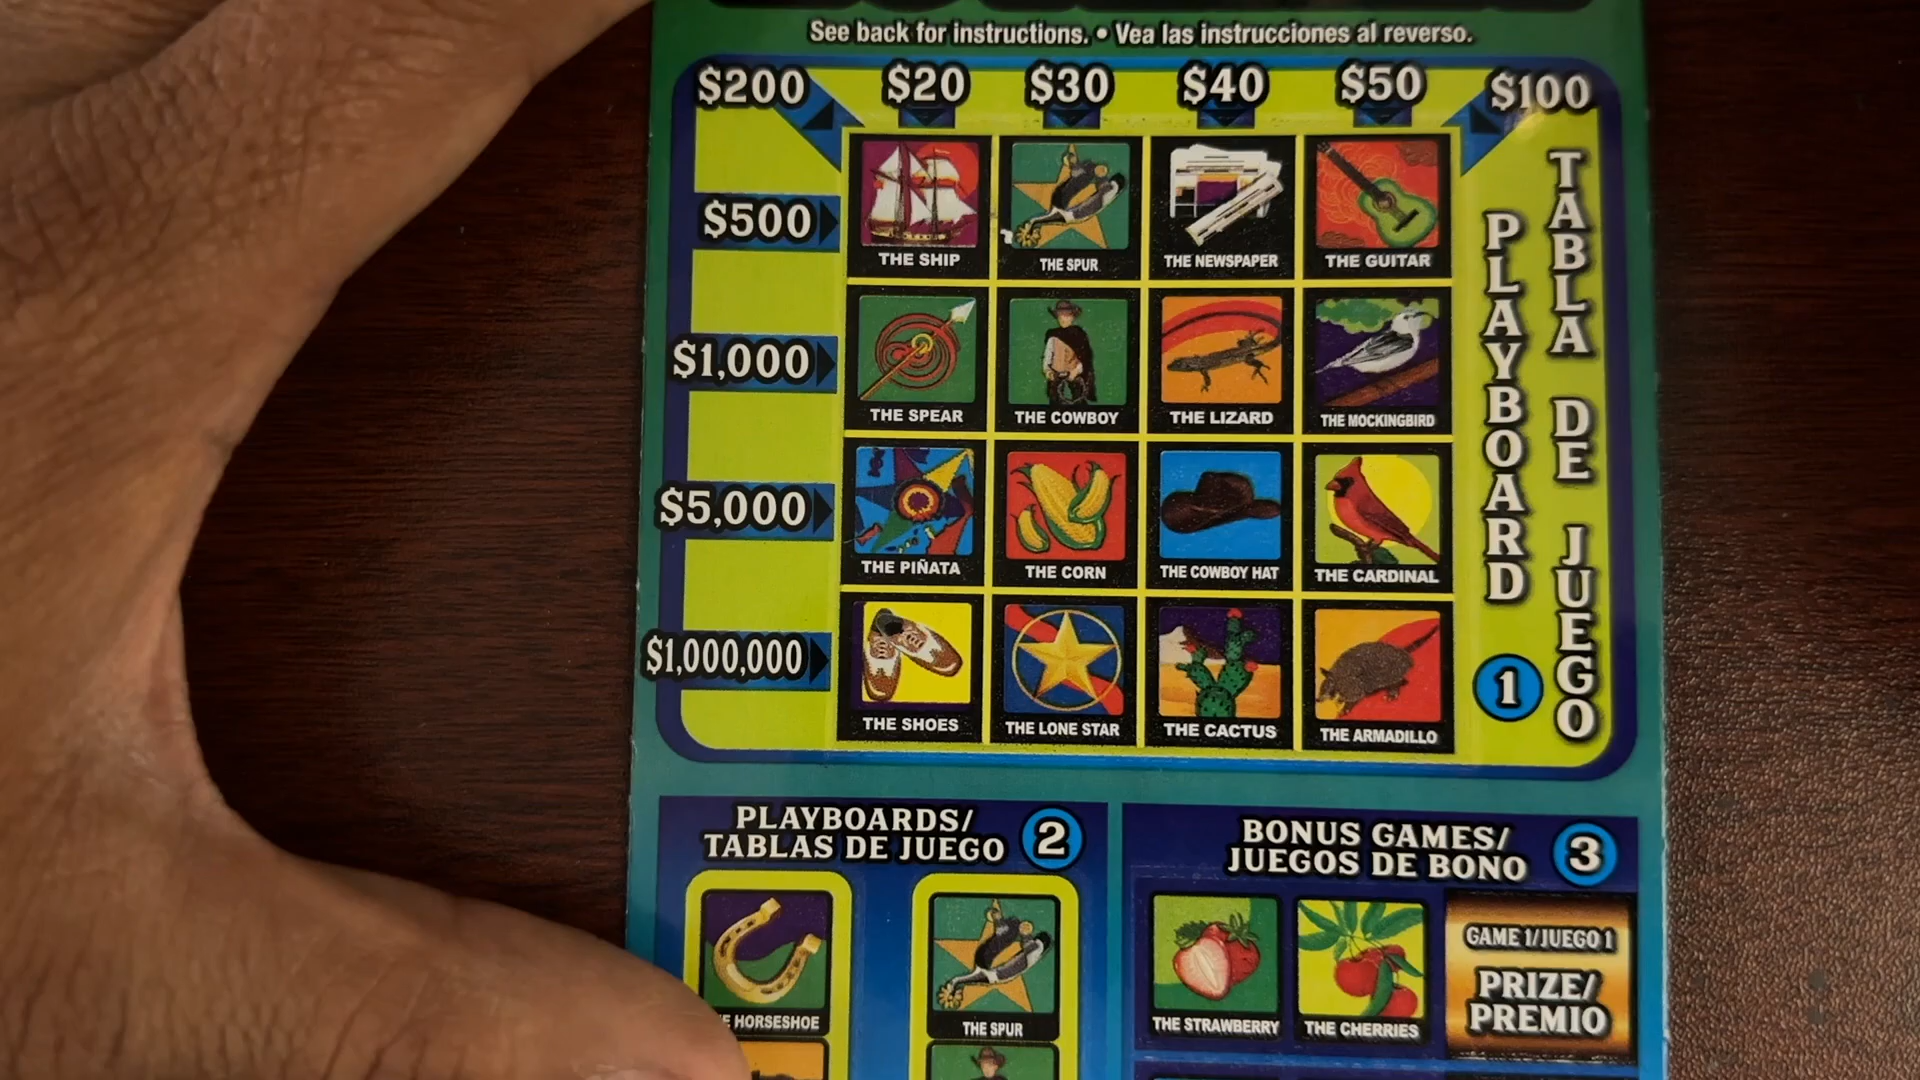 See back for instructions. • Vea las instrucciones al reverso.
$200 $20 $30 $40 $50 $100
$500
THE SHIP THE SPUR THE NEWSPAPER THE GUITAR
$1,000
THE SPEAR THE COWBOY THE LIZARD THE MOCKINGBIRD
$5,000
THE PIÑATA THE CORN THE COWBOY HAT THE CARDINAL
$1,000,000
THE SHOES THE LONE STAR THE CACTUS THE ARMADILLO
PLAYBOARD
TABLA DE JUEGO
1
PLAYBOARDS/
TABLAS DE JUEGO
2
HORSESHOE THE SPUR
BONUS GAMES/
JUEGOS DE BONO
3
THE STRAWBERRY THE CHERRIES
GAME 1/JUEGO 1
PRIZE/
PREMIO